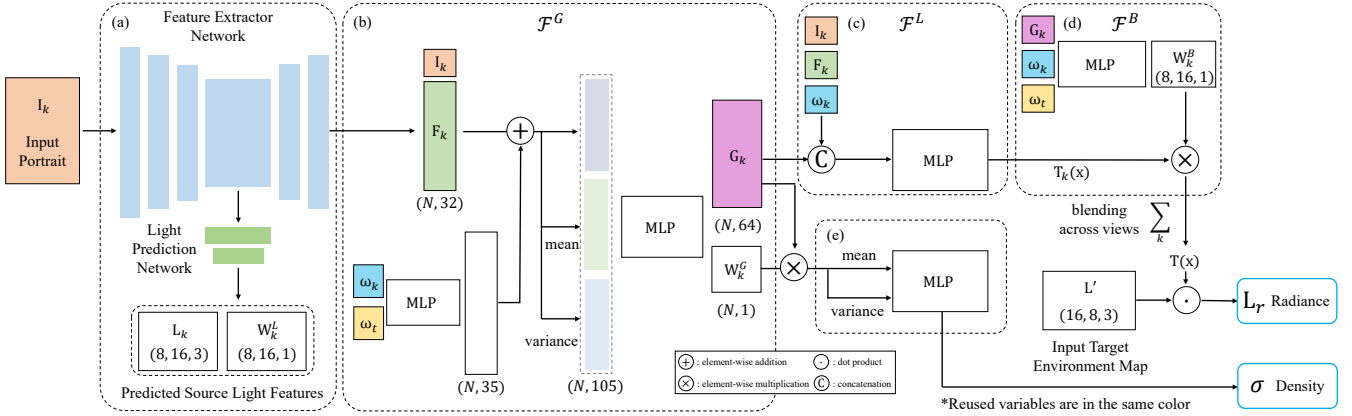 (a)
Feature Extractor
Network
I_k
Input
Portrait
Light
Prediction
Network
L_k
(8, 16, 3)
W_k^L
(8, 16, 1)
Predicted Source Light Features
(b)
ℱ^G
I_k
F_k
(N, 32)
ω_k
ω_t
MLP
(N, 35)
mean
variance
(N, 105)
MLP
G_k
(N, 64)
W_k^G
(N, 1)
(c)
ℱ^L
I_k
F_k
ω_k
C
MLP
T_k(x)
(d)
ℱ^B
G_k
ω_k
ω_t
MLP
W_k^B
(8, 16, 1)
blending
across views
∑_k
T(x)
(e)
mean
variance
MLP
L′
(16, 8, 3)
Input Target
Environment Map
L_r Radiance
σ Density
+ : element-wise addition
· : dot product
× : element-wise multiplication
C : concatenation
*Reused variables are in the same color